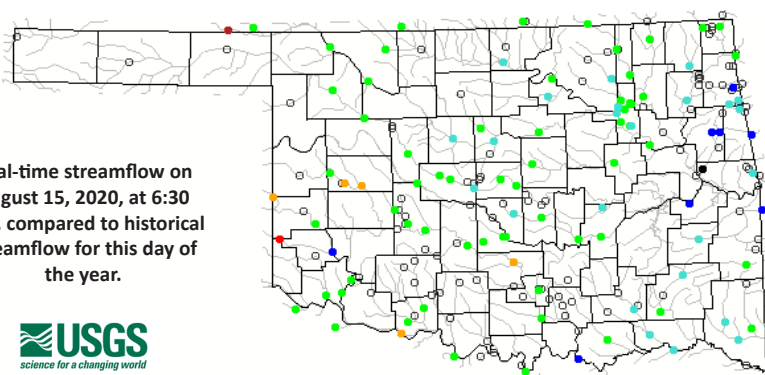 al-time streamflow on
gust 15, 2020, at 6:30
. compared to historical
eamflow for this day of
the year.
USGS
science for a changing world